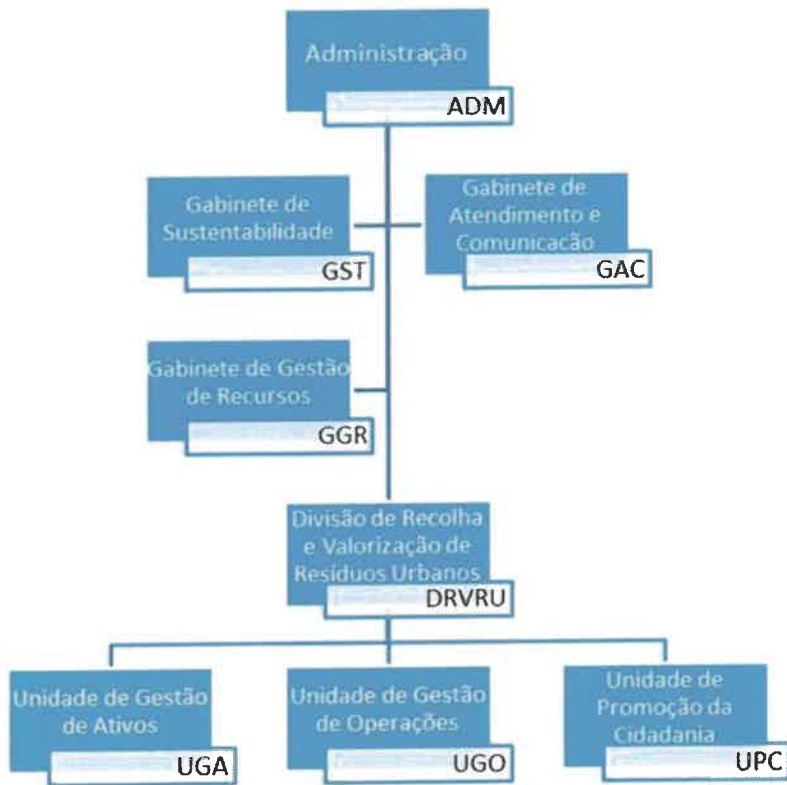 Administração
ADM
Gabinete de
Sustentabilidade
GST
Gabinete de
Atendimento e
Comunicação
GAC
Gabinete de Gestão
de Recursos
GGR
Divisão de Recolha
e Valorização de
Resíduos Urbanos
DRVRU
Unidade de Gestão
de Ativos
UGA
Unidade de Gestão
de Operações
UGO
Unidade de
Promoção da
Cidadania
UPC